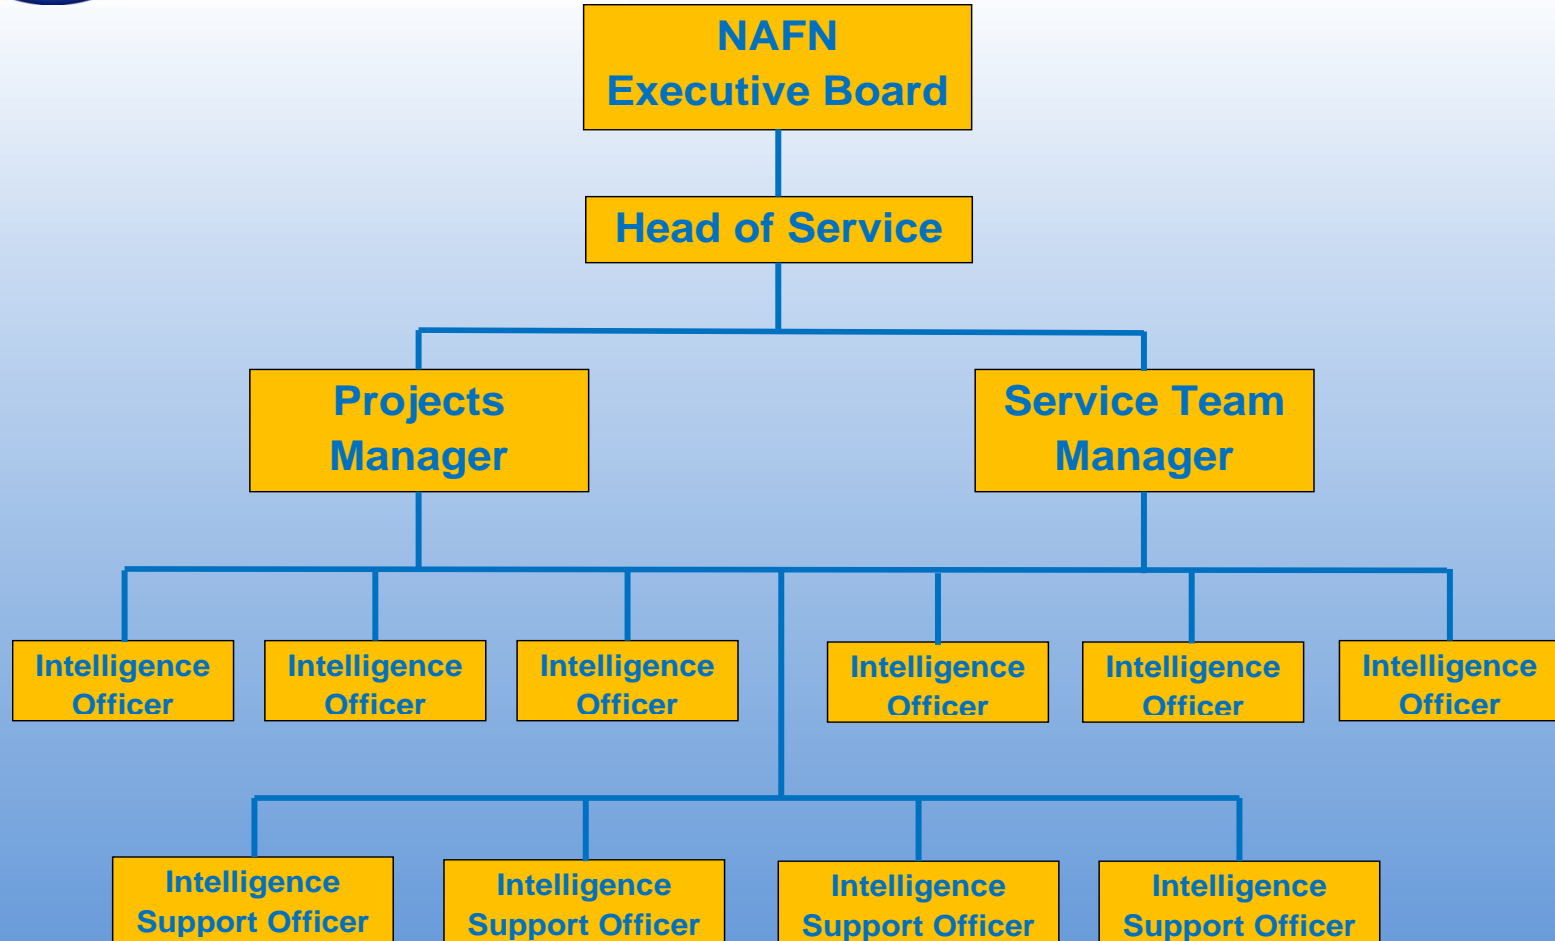 NAFN
Executive Board
Head of Service
Projects
Manager
Service Team
Manager
Intelligence
Officer
Intelligence
Officer
Intelligence
Officer
Intelligence
Officer
Intelligence
Officer
Intelligence
Officer
Intelligence
Support Officer
Intelligence
Support Officer
Intelligence
Support Officer
Intelligence
Support Officer